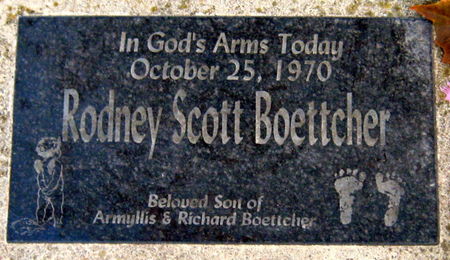 In God's Arms Today
October 25, 1970
Rodney Scott Boettcher
Beloved Son of
Armyllis & Richard Boettcher